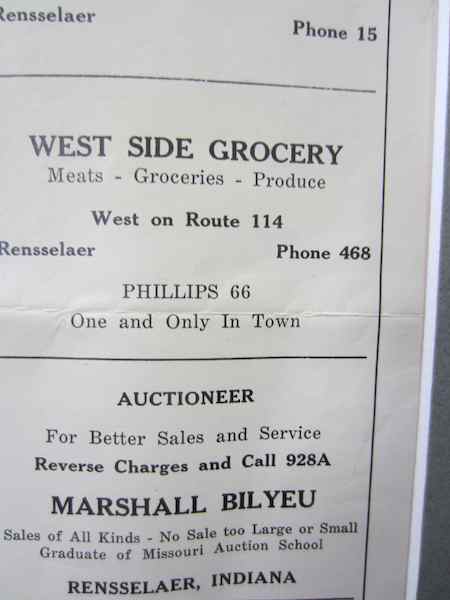 Rensselaer Phone 15
WEST SIDE GROCERY
Meats - Groceries - Produce
West on Route 114
Rensselaer Phone 468
PHILLIPS 66
One and Only In Town
AUCTIONEER
For Better Sales and Service
Reverse Charges and Call 928A
MARSHALL BILYEU
Sales of All Kinds - No Sale too Large or Small
Graduate of Missouri Auction School
RENSSELAER, INDIANA